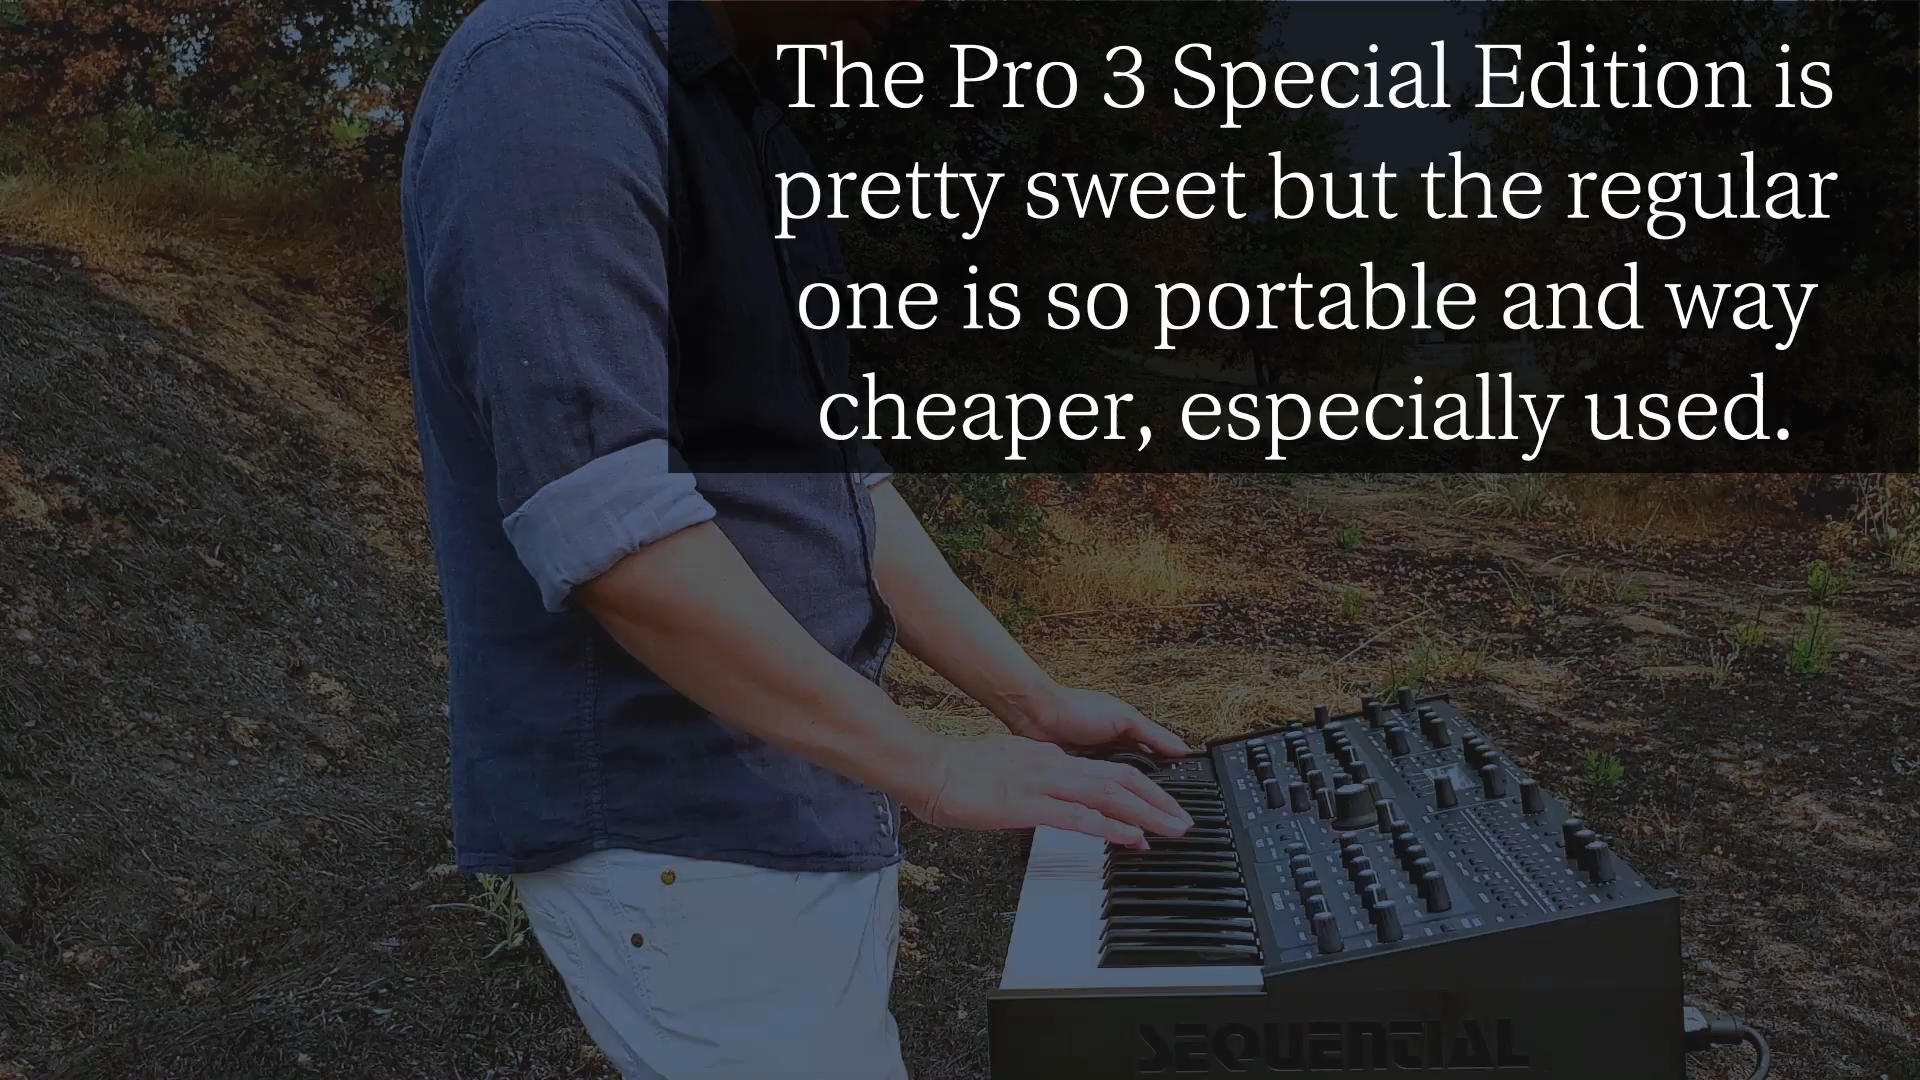 The Pro 3 Special Edition is
pretty sweet but the regular
one is so portable and way
cheaper, especially used.
SEQUENTIAL